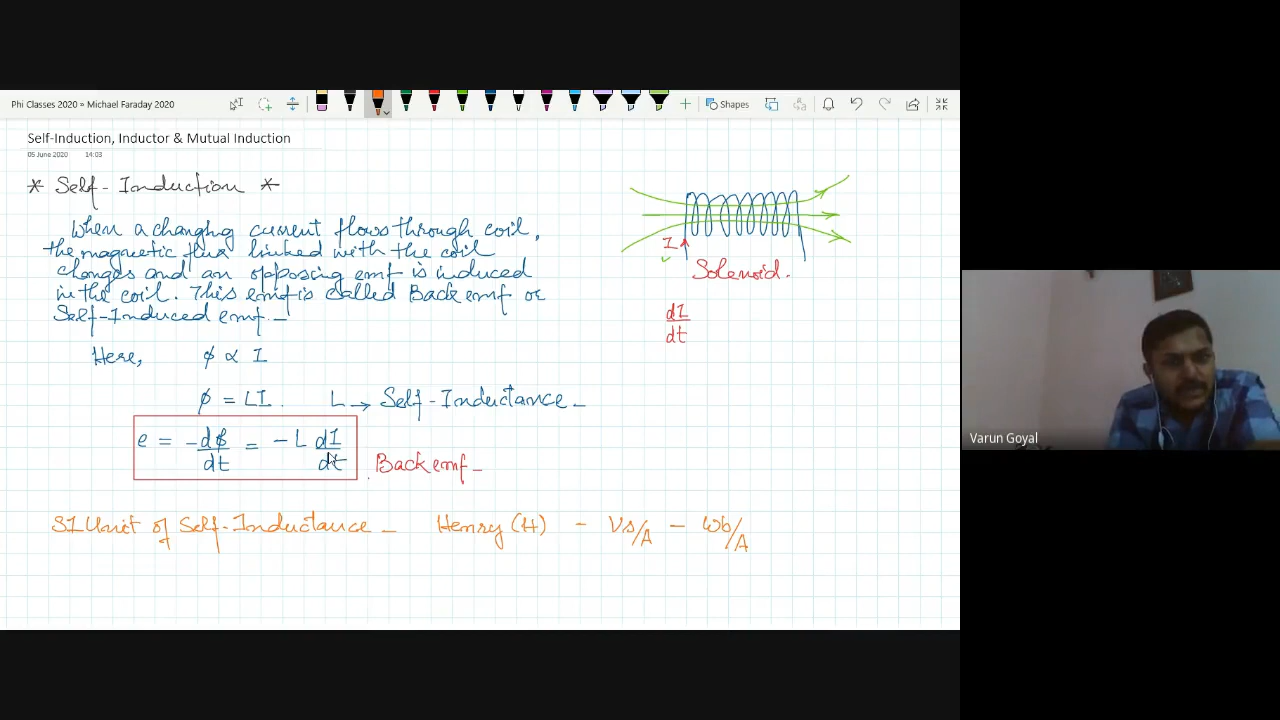 Phi Classes 2020 » Michael Faraday 2020
Shapes
Self-Induction, Inductor & Mutual Induction
05 June 2020 14:03
* Self-Induction *
When a changing current flows through coil,
the magnetic flux linked with the coil
changes and an opposing emf is induced
in the coil. This emf is called Back emf or
Self-Induced emf.
Here, φ ∝ I
φ = LI. L → Self-Inductance
e = -dφ/dt = -L dI/dt Back emf
SI Unit of Self-Inductance - Henry (H) - Vs/A - Wb/A
I
Solenoid.
dI/dt
Varun Goyal